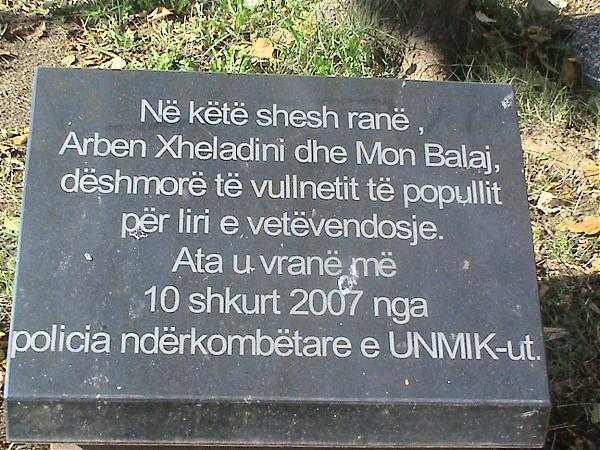 Në këtë shesh ranë ,
Arben Xheladini dhe Mon Balaj,
dëshmorë të vullnetit të popullit
për liri e vetëvendosje.
Ata u vranë më
10 shkurt 2007 nga
policia ndërkombëtare e UNMIK-ut.